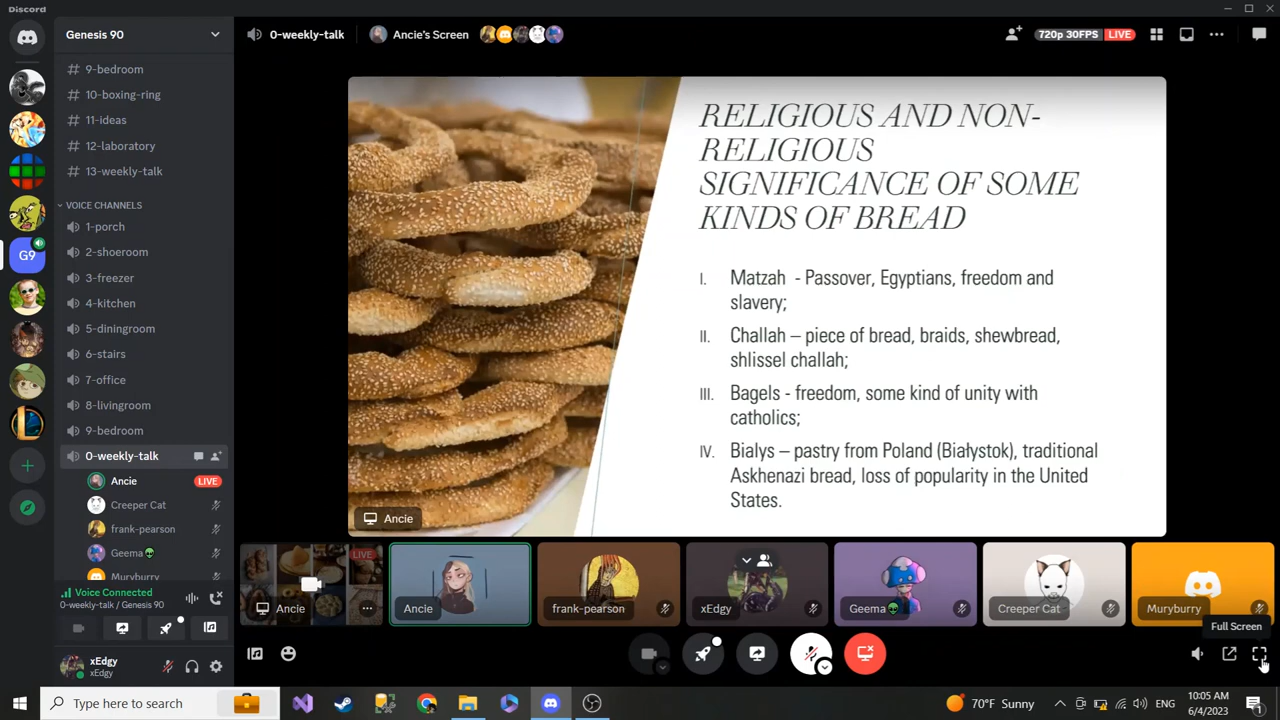 Discord
Genesis 90
0-weekly-talk
Ancie's Screen
720p 30FPS
LIVE
9-bedroom
10-boxing-ring
11-ideas
12-laboratory
13-weekly-talk
VOICE CHANNELS
1-porch
2-shoeroom
3-freezer
4-kitchen
5-diningroom
6-stairs
7-office
8-livingroom
9-bedroom
0-weekly-talk
Ancie
LIVE
Creeper Cat
frank-pearson
Geema
Muryburry
G9
Voice Connected
0-weekly-talk / Genesis 90
xEdgy
xEdgy
RELIGIOUS AND NON-
RELIGIOUS
SIGNIFICANCE OF SOME
KINDS OF BREAD
I. Matzah - Passover, Egyptians, freedom and
slavery;
II. Challah – piece of bread, braids, shewbread,
shlissel challah;
III. Bagels - freedom, some kind of unity with
catholics;
IV. Bialys – pastry from Poland (Białystok), traditional
Askhenazi bread, loss of popularity in the United
States.
Ancie
LIVE
Ancie
Ancie
frank-pearson
xEdgy
Geema
Creeper Cat
Muryburry
Full Screen
Type here to search
70°F Sunny
ENG
10:05 AM
6/4/2023
1